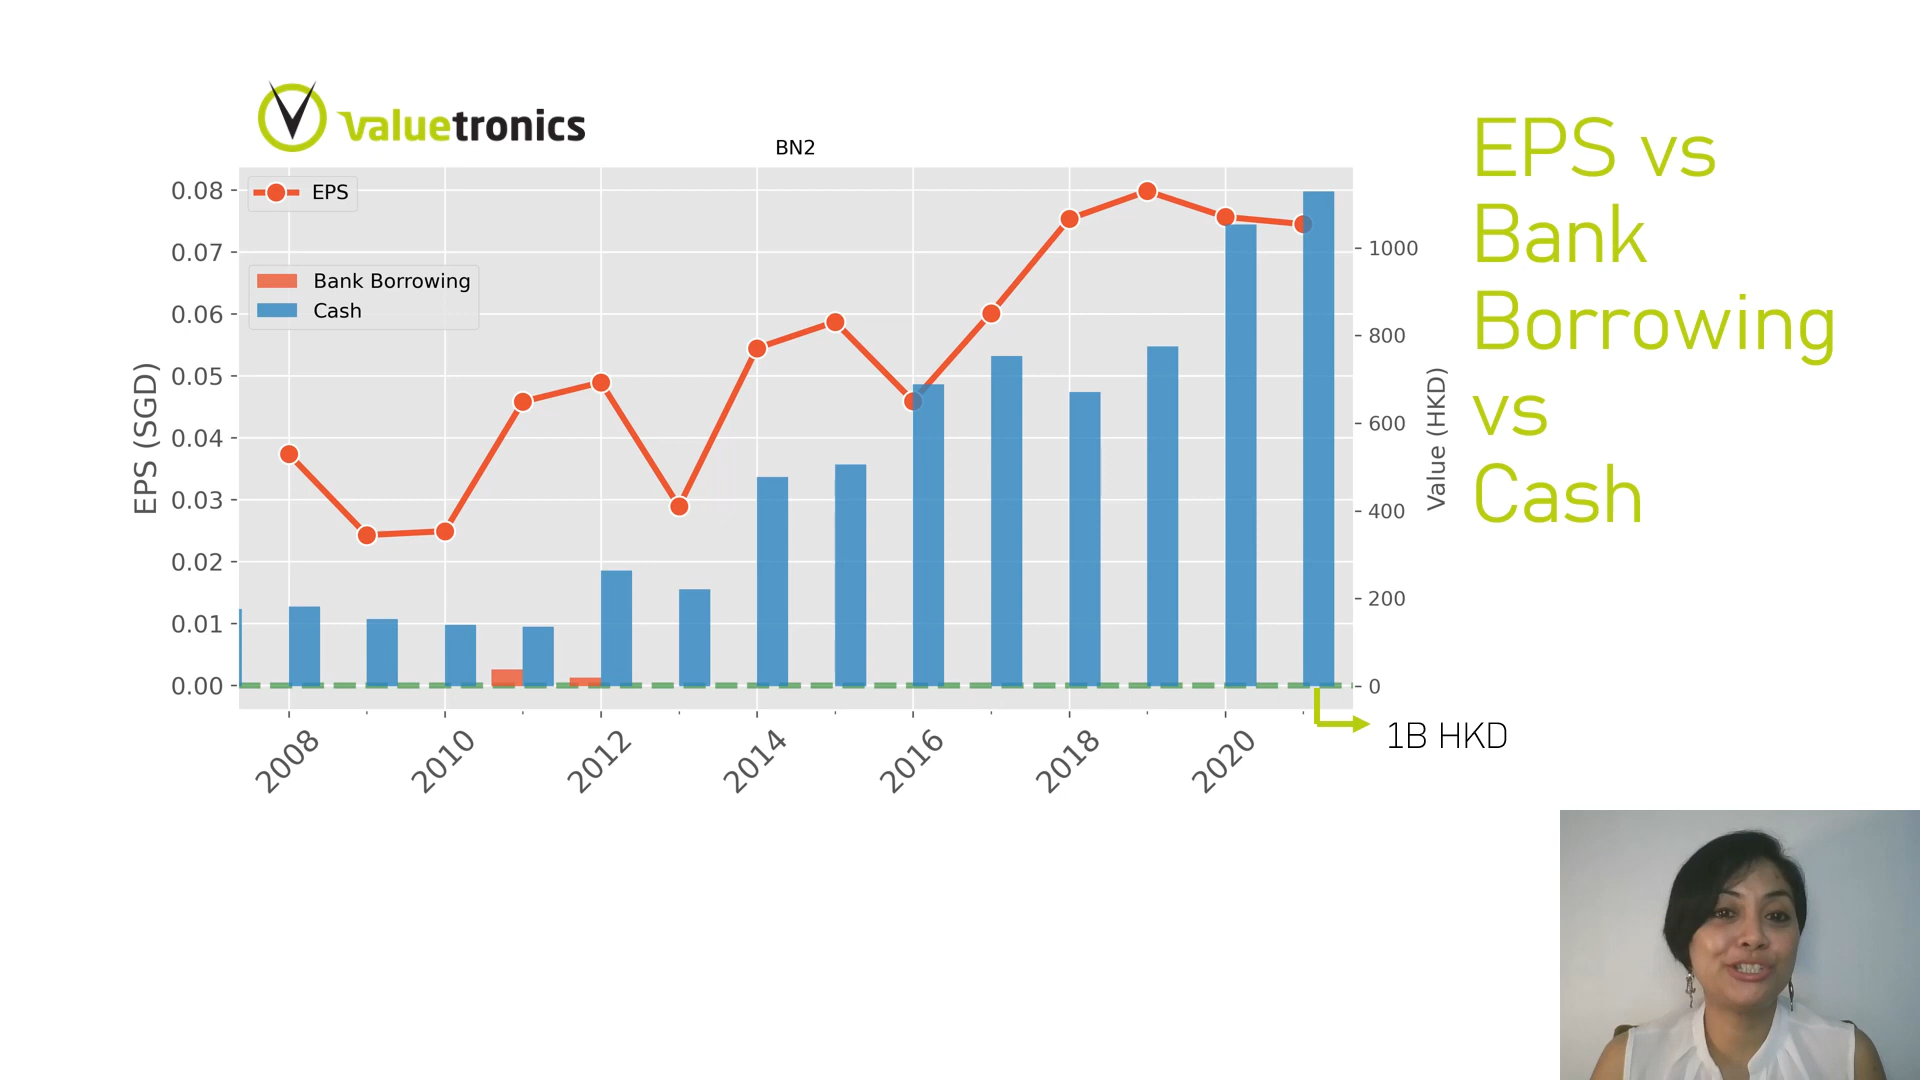 valuetronics
BN2
EPS
Bank Borrowing
Cash
EPS (SGD)
0.08
0.07
0.06
0.05
0.04
0.03
0.02
0.01
0.00
1000
800
600
400
200
0
Value (HKD)
2008
2010
2012
2014
2016
2018
2020
1B HKD
EPS vs
Bank
Borrowing
vs
Cash